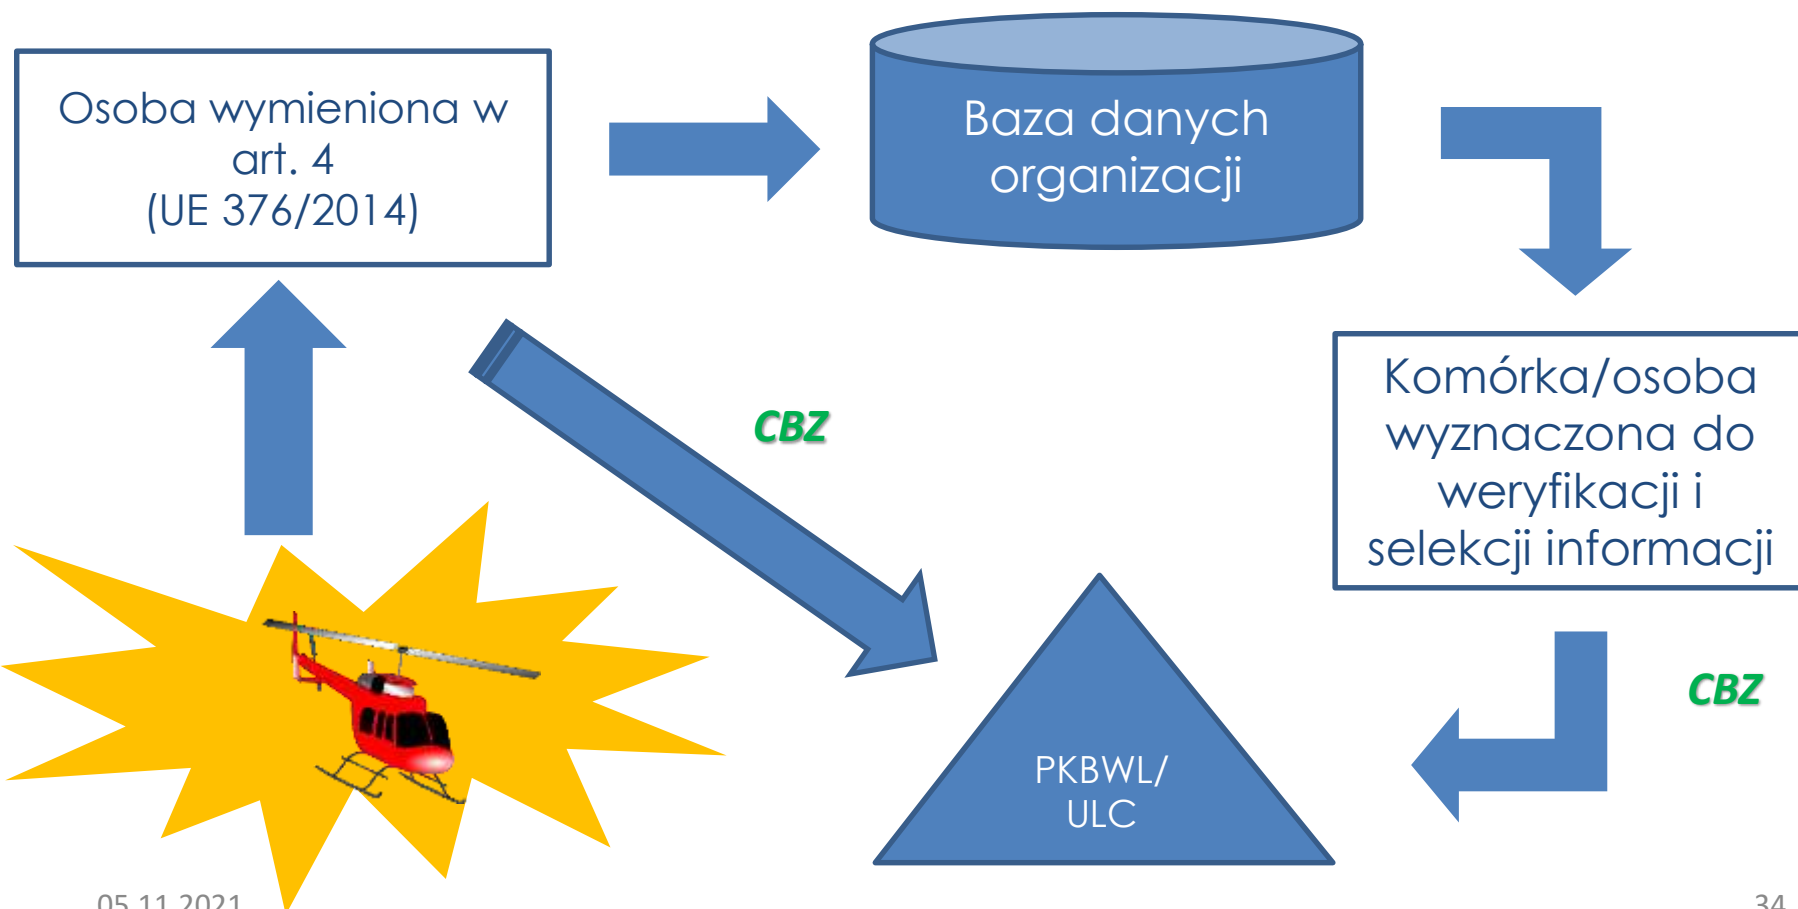 Osoba wymieniona w
art. 4
(UE 376/2014)
Baza danych
organizacji
CBZ
Komórka/osoba
wyznaczona do
weryfikacji i
selekcji informacji
CBZ
PKBWL/
ULC
05.11.2021
34